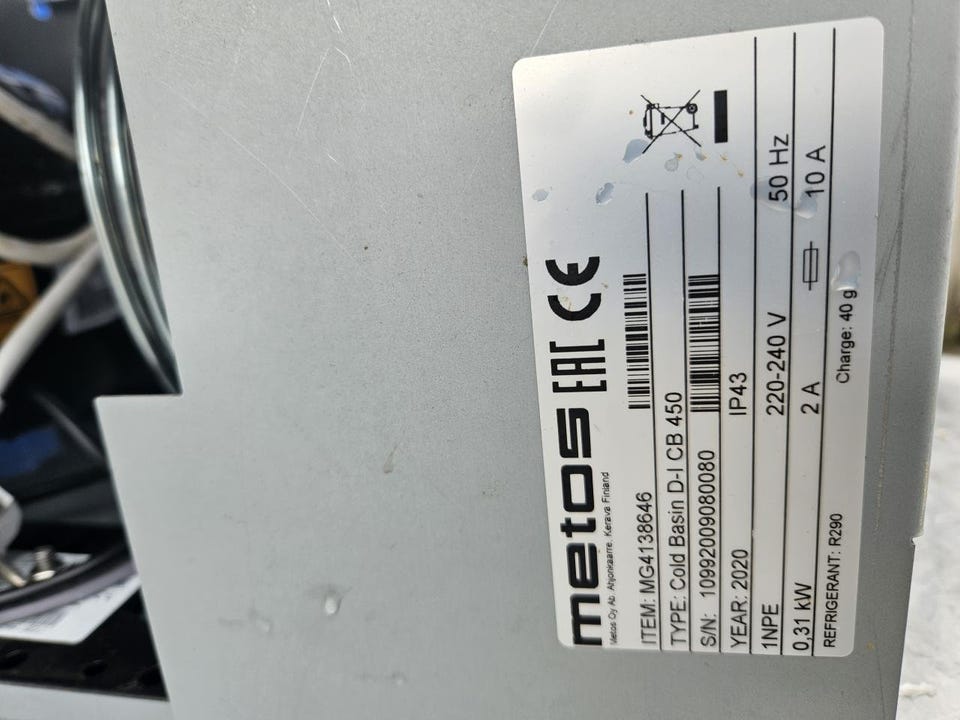 metos EAC CE
Metos Oy Ab Ahjonkaarre, Kerava Finland
ITEM: MG4138646
TYPE: Cold Basin D-I CB 450
S/N: 10992009080080
YEAR: 2020 IP43
1NPE 220-240 V 50 Hz
0,31 kW 2 A 10 A
REFRIGERANT: R290 Charge: 40 g